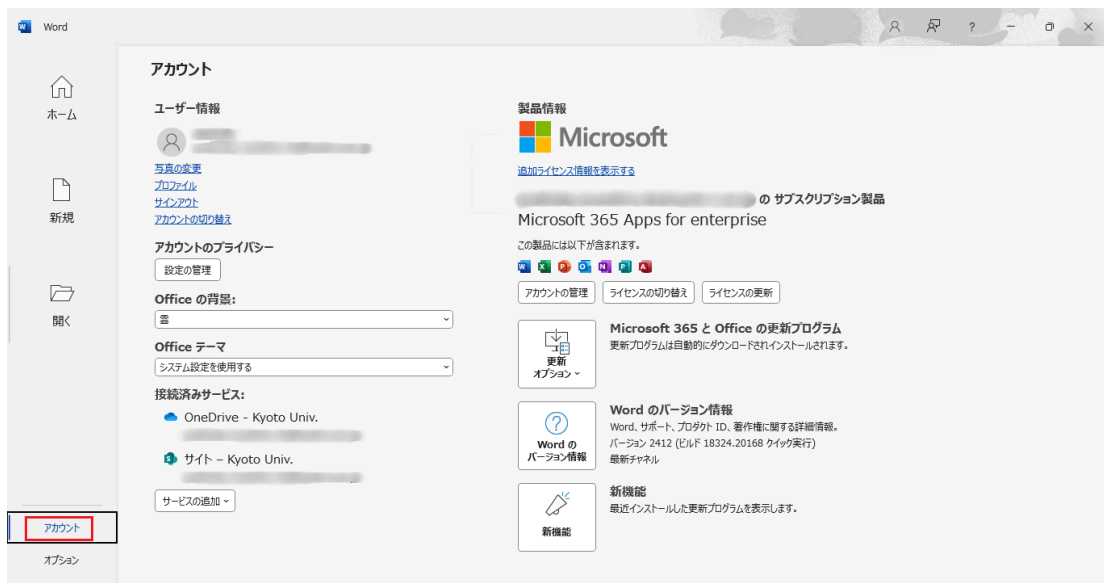 Word
ホーム
新規
開く
アカウント
オプション
アカウント
ユーザー情報
写真の変更
プロファイル
サインアウト
アカウントの切り替え
アカウントのプライバシー
設定の管理
Office の背景:
雲
Office テーマ
システム設定を使用する
接続済みサービス:
OneDrive - Kyoto Univ.
サイト – Kyoto Univ.
サービスの追加
製品情報
Microsoft
追加ライセンス情報を表示する
の サブスクリプション製品
Microsoft 365 Apps for enterprise
この製品には以下が含まれます。
アカウントの管理 ライセンスの切り替え ライセンスの更新
更新
オプション
Microsoft 365 と Office の更新プログラム
更新プログラムは自動的にダウンロードされインストールされます。
Word の
バージョン情報
Word のバージョン情報
Word、サポート、プロダクト ID、著作権に関する詳細情報。
バージョン 2412 (ビルド 18324.20168 クイック実行)
最新チャネル
新機能
新機能
最近インストールした更新プログラムを表示します。